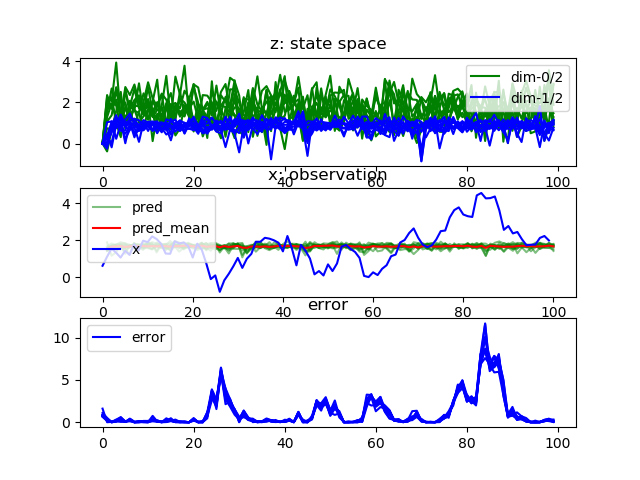 z: state space
4
2
0
dim-0/2
dim-1/2
0 20 40 60 80 100
x: observation
4
2
0
pred
pred_mean
x
0 20 40 60 80 100
error
10
5
0
error
0 20 40 60 80 100